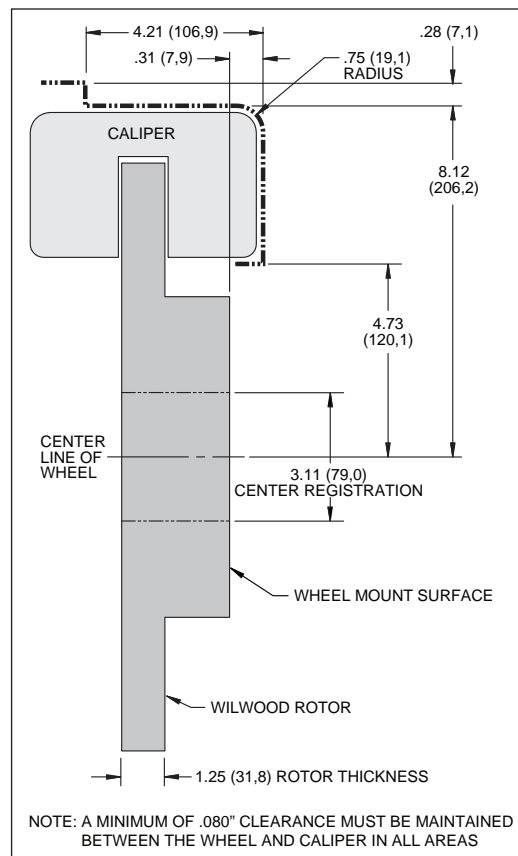 4.21 (106,9)
.28 (7,1)
.31 (7,9)
.75 (19,1)
RADIUS
CALIPER
8.12
(206,2)
4.73
(120,1)
CENTER
LINE OF
WHEEL
3.11 (79,0)
CENTER REGISTRATION
WHEEL MOUNT SURFACE
WILWOOD ROTOR
1.25 (31,8) ROTOR THICKNESS
NOTE: A MINIMUM OF .080" CLEARANCE MUST BE MAINTAINED
BETWEEN THE WHEEL AND CALIPER IN ALL AREAS